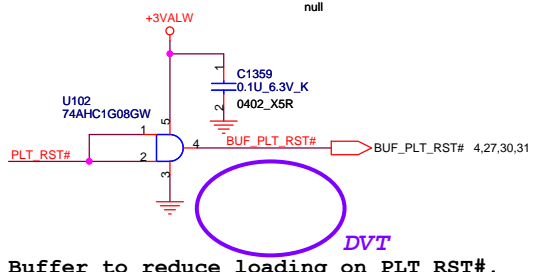 null
+3VALW
1
C1359
0.1U_6.3V_K
2
0402_X5R
U102
74AHC1G08GW
5
1
4
BUF_PLT_RST#
BUF_PLT_RST# 4,27,30,31
PLT_RST#
2
3
DVT
Buffer to reduce loading on PLT_RST#.